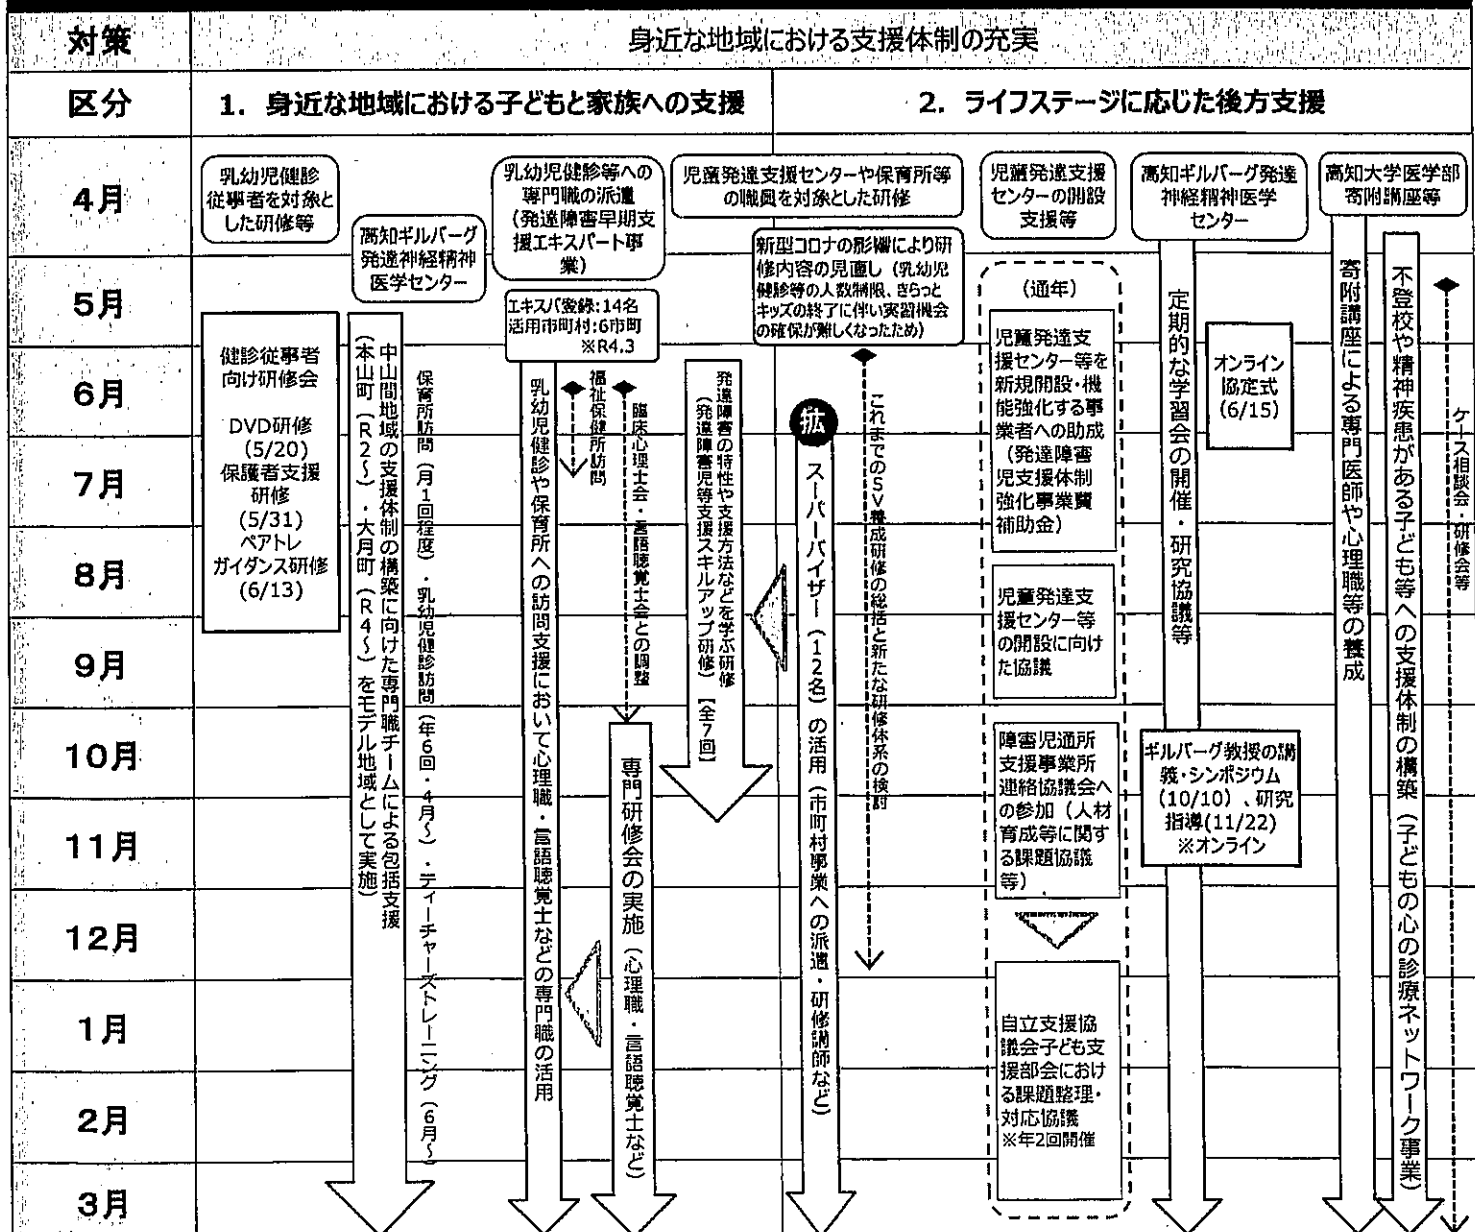 対策
身近な地域における支援体制の充実
区分
1. 身近な地域における子どもと家族への支援
2. ライフステージに応じた後方支援
4月
5月
6月
7月
8月
9月
10月
11月
12月
1月
2月
3月
乳幼児健診
従事者を対象と
した研修等
健診従事者
向け研修会
DVD研修
(5/20)
保護者支援
研修
(5/31)
ペアトレ
ガイダンス研修
(6/13)
高知ギルバーグ
発達神経精神
医学センター
中山間地域の支援体制の構築に向けた専門職チームによる包括支援
（本山町（R2～）・大月町（R4～）をモデル地域として実施）
保育所訪問（月1回程度）・乳幼児健診訪問（年6回・4月～）・ティーチャーズトレーニング（6月～）
乳幼児健診等への
専門職の派遣
（発達障害早期支
援エキスパート事
業）
エキスパ登録:14名
活用市町村:6市町
※R4.3
乳幼児健診や保育所への訪問支援において心理職・言語聴覚士などの専門職の活用
福祉保健所訪問
臨床心理士会・言語聴覚士会との調整
専門研修会の実施（心理職・言語聴覚士など）
児童発達支援センターや保育所等
の職員を対象とした研修
新型コロナの影響により研
修内容の見直し（乳幼児
健診等の人数制限、きらっと
キッズの終了に伴い実習機会
の確保が難しくなったため）
発達障害の特性や支援方法などを学ぶ研修
（発達障害児等支援スキルアップ研修）【全7回】
拡
スーパーバイザー（12名）の活用（市町村事業への派遣・研修講師など）
これまでのSV養成研修の総括と新たな研修体系の検討
児童発達支援
センターの開設
支援等
（通年）
児童発達支
援センター等を
新規開設・機
能強化する事
業者への助成
（発達障害
児支援体制
強化事業費
補助金）
児童発達支
援センター等
の開設に向け
た協議
障害児通所
支援事業所
連絡協議会へ
の参加（人材
育成等に関す
る課題協議
等）
自立支援協
議会子ども支
援部会におけ
る課題整理・
対応協議
※年2回開催
高知ギルバーグ発達
神経精神医学
センター
定期的な学習会の開催・研究協議等
オンライン
協定式
(6/15)
ギルバーグ教授の講
義・シンポジウム
（10/10）、研究
指導(11/22)
※オンライン
高知大学医学部
寄附講座等
寄附講座による専門医師や心理職等の養成
不登校や精神疾患がある子ども等への支援体制の構築（子どもの心の診療ネットワーク事業）
ケース相談会・研修会等